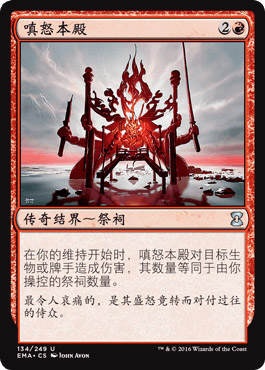 嗔怒本殿 2
传奇结界～祭祠
在你的维持开始时，嗔怒本殿对目标生
物或牌手造成伤害，其数量等同于由你
操控的祭祠数量。
最令人哀痛的，是其盛怒竟转而对付过往
的侍众。
134/249 U
EMA • CS JOHN AVON
™ & © 2016 Wizards of the Coast